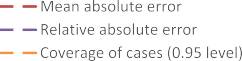 Mean absolute error
Relative absolute error
Coverage of cases (0.95 level)